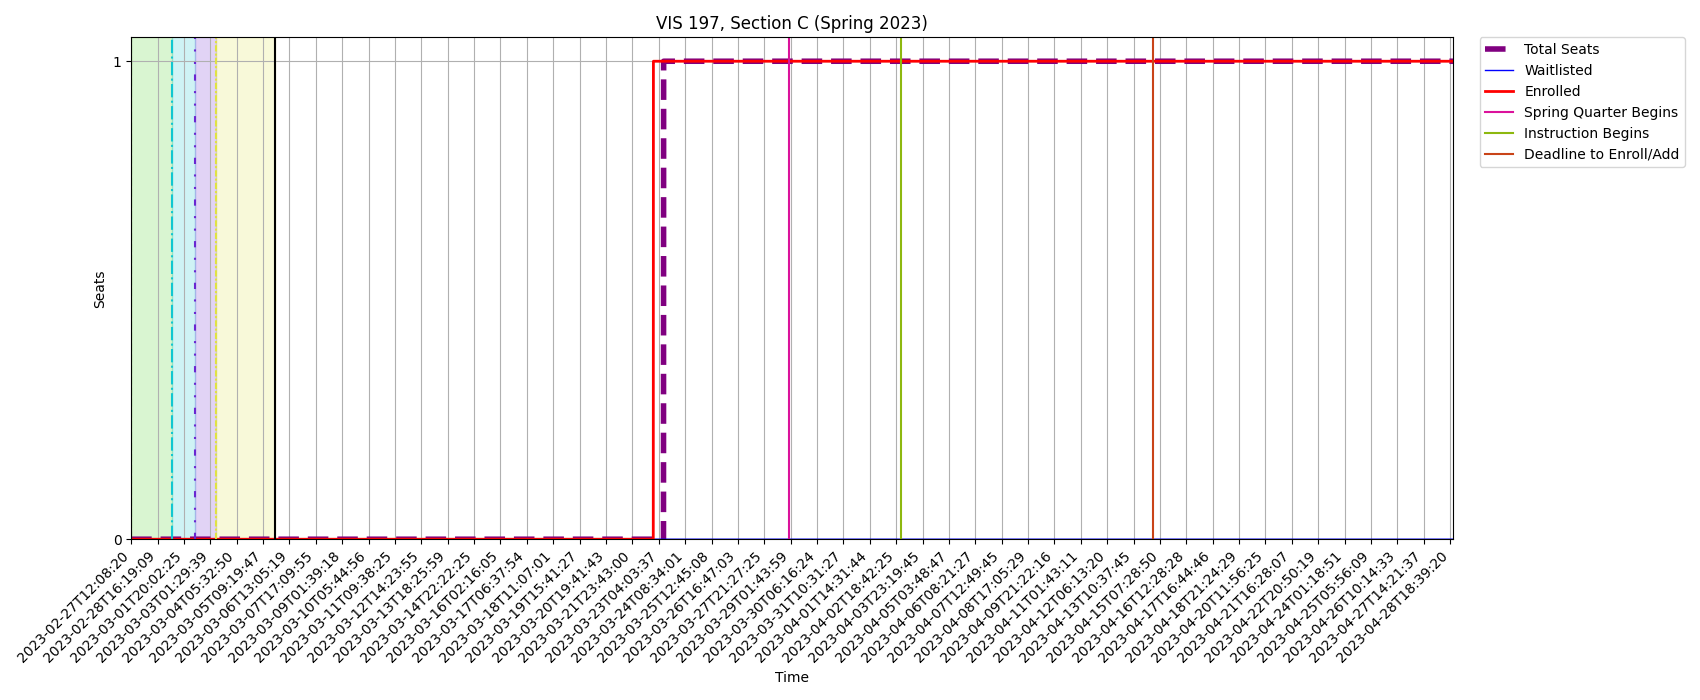 VIS 197, Section C (Spring 2023)
Total Seats
Waitlisted
Enrolled
Spring Quarter Begins
Instruction Begins
Deadline to Enroll/Add
1
0
Seats
2023-02-27T12:08:20
2023-02-28T16:19:09
2023-03-01T20:02:25
2023-03-03T01:29:39
2023-03-04T05:32:50
2023-03-05T09:19:47
2023-03-06T13:05:19
2023-03-07T17:09:55
2023-03-09T01:39:18
2023-03-10T05:44:56
2023-03-11T09:38:25
2023-03-12T14:23:55
2023-03-13T18:25:59
2023-03-14T22:22:25
2023-03-16T02:16:05
2023-03-17T06:37:54
2023-03-18T11:07:01
2023-03-19T15:41:27
2023-03-20T19:41:43
2023-03-21T23:43:00
2023-03-23T04:03:37
2023-03-24T08:34:01
2023-03-25T12:45:08
2023-03-26T16:47:03
2023-03-27T21:27:25
2023-03-29T01:43:59
2023-03-30T06:16:24
2023-03-31T10:31:27
2023-04-01T14:31:44
2023-04-02T18:42:25
2023-04-03T23:19:45
2023-04-05T03:48:47
2023-04-06T08:21:27
2023-04-07T12:49:45
2023-04-08T17:05:29
2023-04-09T21:22:16
2023-04-11T01:43:11
2023-04-12T06:13:20
2023-04-13T10:37:45
2023-04-15T07:28:50
2023-04-16T12:28:28
2023-04-17T16:44:46
2023-04-18T21:24:29
2023-04-20T11:56:25
2023-04-21T16:28:07
2023-04-22T20:50:19
2023-04-24T01:18:51
2023-04-25T05:56:09
2023-04-26T10:14:33
2023-04-27T14:21:37
2023-04-28T18:39:20
Time